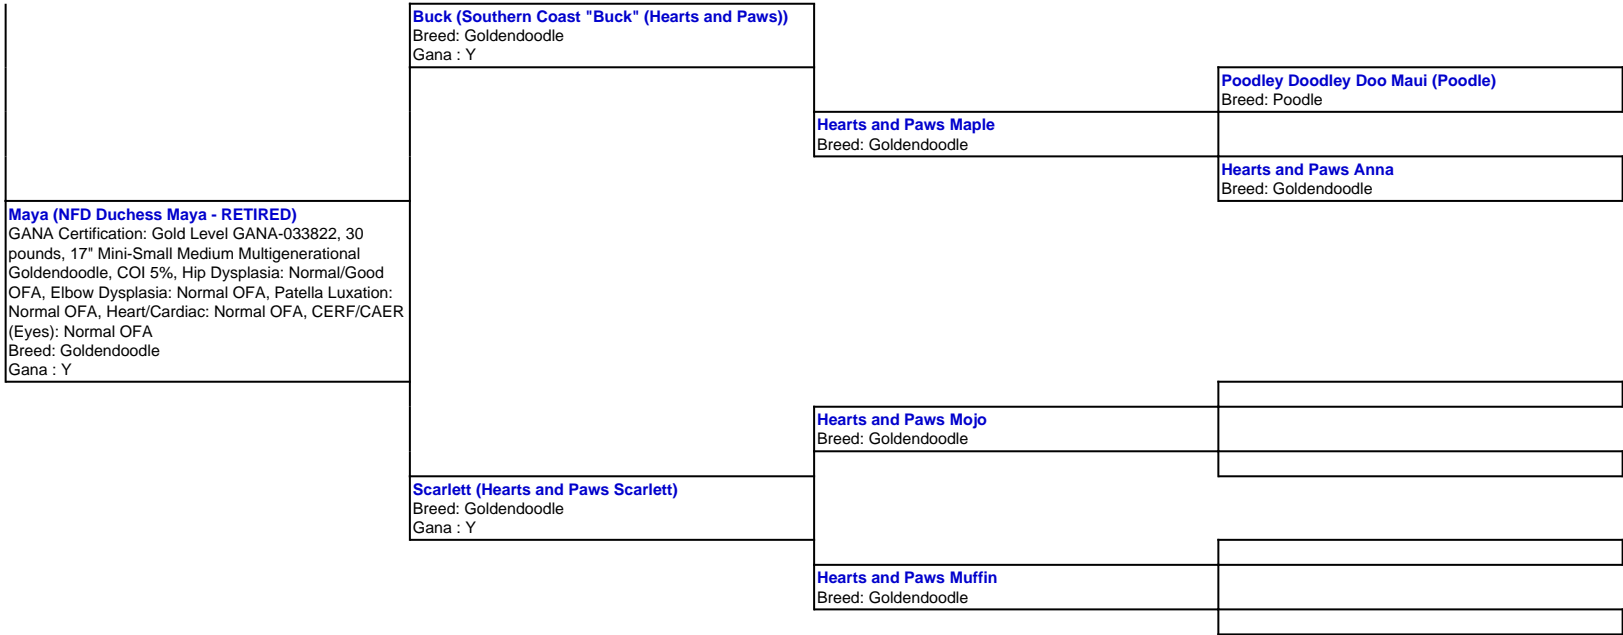 Buck (Southern Coast "Buck" (Hearts and Paws))
Breed: Goldendoodle
Gana : Y
Poodley Doodley Doo Maui (Poodle)
Breed: Poodle
Hearts and Paws Maple
Breed: Goldendoodle
Hearts and Paws Anna
Breed: Goldendoodle
Maya (NFD Duchess Maya - RETIRED)
GANA Certification: Gold Level GANA-033822, 30
pounds, 17" Mini-Small Medium Multigenerational
Goldendoodle, COI 5%, Hip Dysplasia: Normal/Good
OFA, Elbow Dysplasia: Normal OFA, Patella Luxation:
Normal OFA, Heart/Cardiac: Normal OFA, CERF/CAER
(Eyes): Normal OFA
Breed: Goldendoodle
Gana : Y
Hearts and Paws Mojo
Breed: Goldendoodle
Scarlett (Hearts and Paws Scarlett)
Breed: Goldendoodle
Gana : Y
Hearts and Paws Muffin
Breed: Goldendoodle